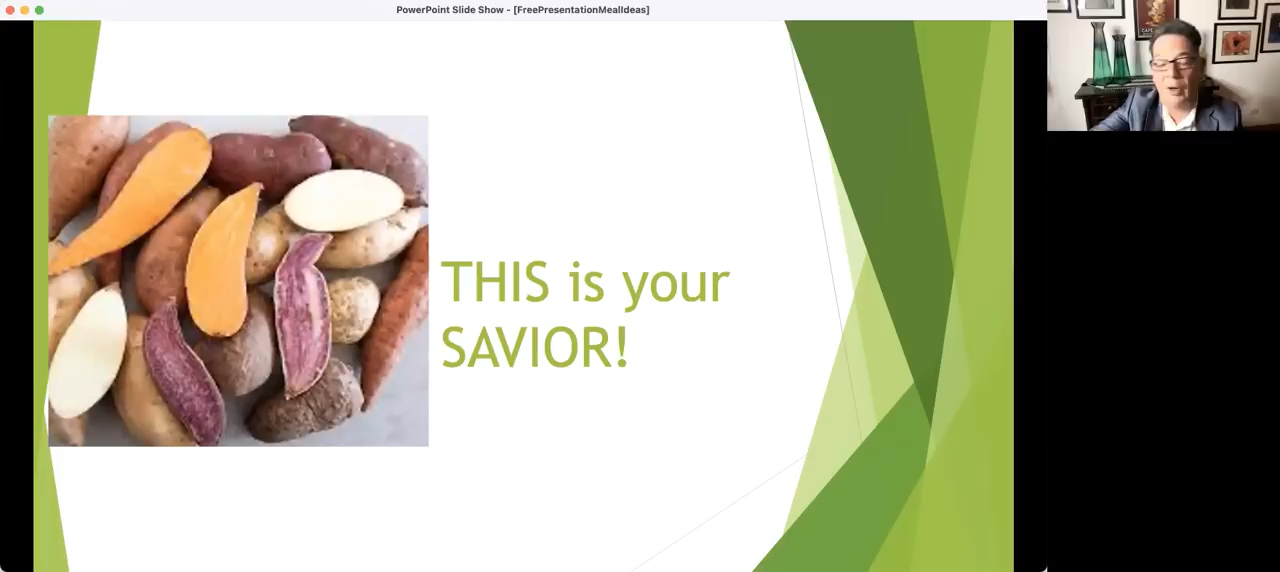 PowerPoint Slide Show - [FreePresentationMealIdeas]
THIS is your
SAVIOR!